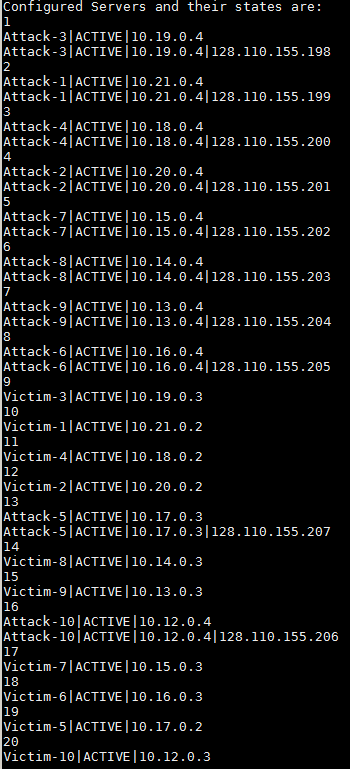 Configured Servers and their states are:
1
Attack-3|ACTIVE|10.19.0.4
Attack-3|ACTIVE|10.19.0.4|128.110.155.198
2
Attack-1|ACTIVE|10.21.0.4
Attack-1|ACTIVE|10.21.0.4|128.110.155.199
3
Attack-4|ACTIVE|10.18.0.4
Attack-4|ACTIVE|10.18.0.4|128.110.155.200
4
Attack-2|ACTIVE|10.20.0.4
Attack-2|ACTIVE|10.20.0.4|128.110.155.201
5
Attack-7|ACTIVE|10.15.0.4
Attack-7|ACTIVE|10.15.0.4|128.110.155.202
6
Attack-8|ACTIVE|10.14.0.4
Attack-8|ACTIVE|10.14.0.4|128.110.155.203
7
Attack-9|ACTIVE|10.13.0.4
Attack-9|ACTIVE|10.13.0.4|128.110.155.204
8
Attack-6|ACTIVE|10.16.0.4
Attack-6|ACTIVE|10.16.0.4|128.110.155.205
9
Victim-3|ACTIVE|10.19.0.3
10
Victim-1|ACTIVE|10.21.0.2
11
Victim-4|ACTIVE|10.18.0.2
12
Victim-2|ACTIVE|10.20.0.2
13
Attack-5|ACTIVE|10.17.0.3
Attack-5|ACTIVE|10.17.0.3|128.110.155.207
14
Victim-8|ACTIVE|10.14.0.3
15
Victim-9|ACTIVE|10.13.0.3
16
Attack-10|ACTIVE|10.12.0.4
Attack-10|ACTIVE|10.12.0.4|128.110.155.206
17
Victim-7|ACTIVE|10.15.0.3
18
Victim-6|ACTIVE|10.16.0.3
19
Victim-5|ACTIVE|10.17.0.2
20
Victim-10|ACTIVE|10.12.0.3